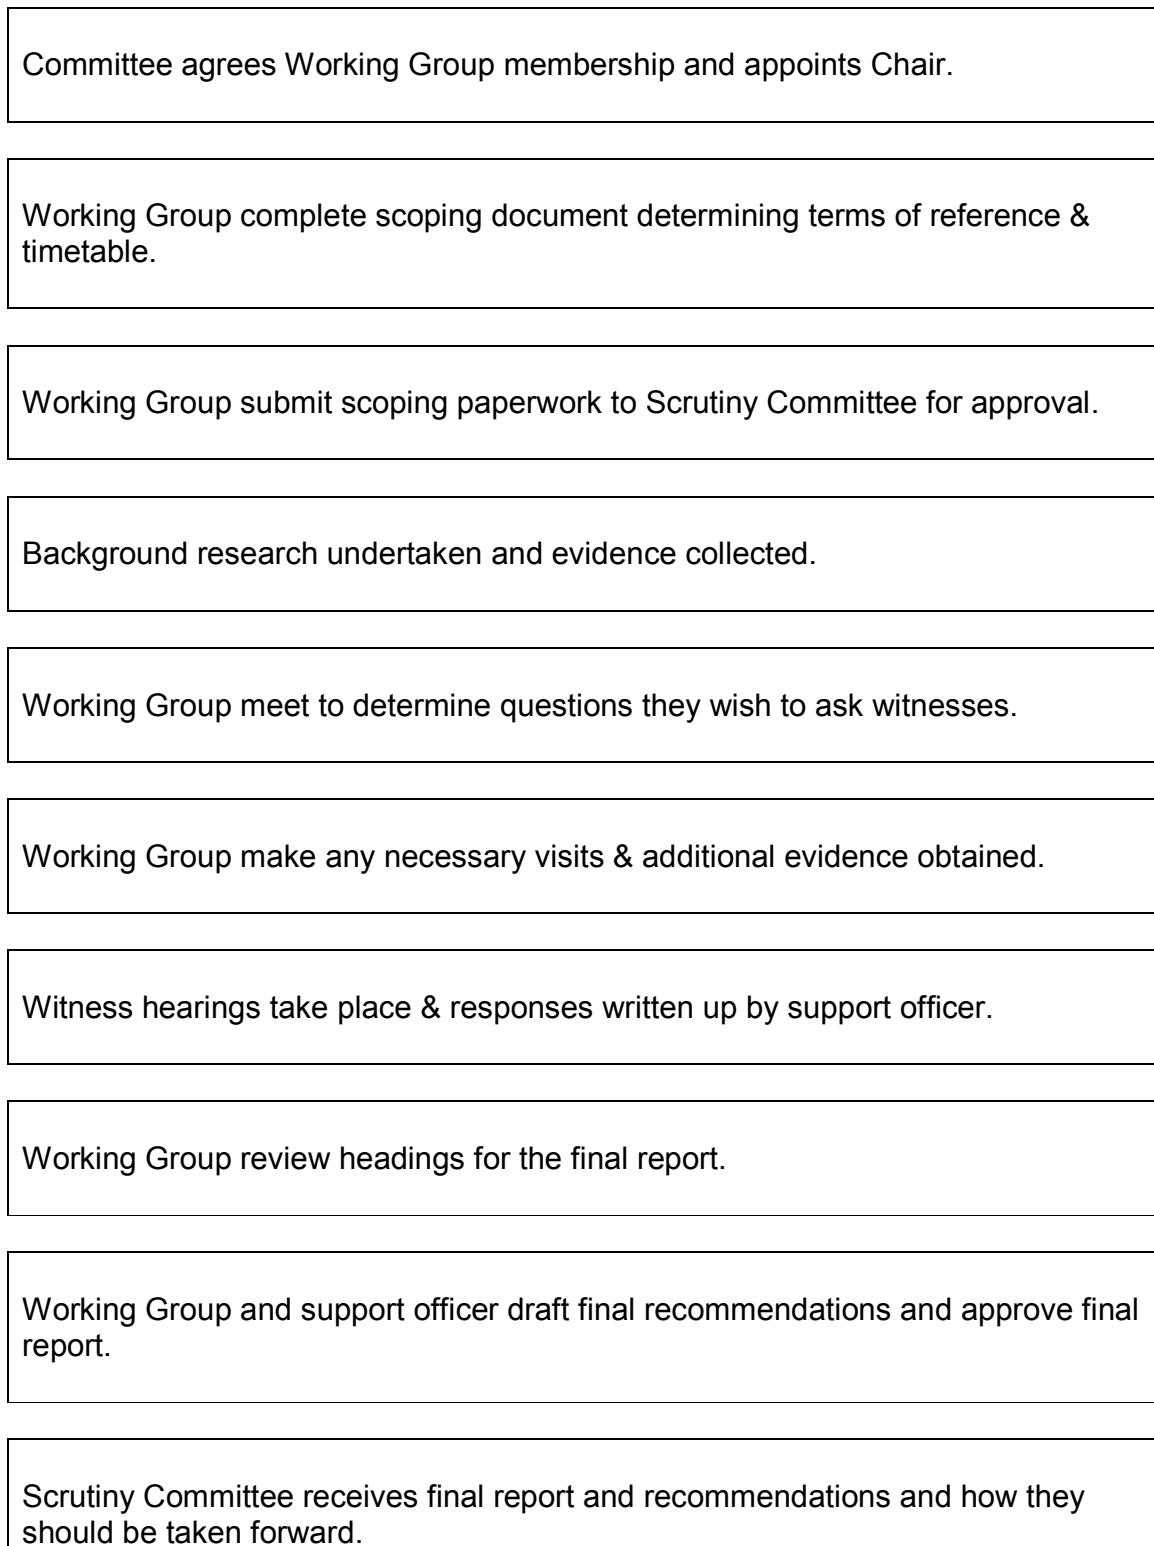 Committee agrees Working Group membership and appoints Chair.
Working Group complete scoping document determining terms of reference &
timetable.
Working Group submit scoping paperwork to Scrutiny Committee for approval.
Background research undertaken and evidence collected.
Working Group meet to determine questions they wish to ask witnesses.
Working Group make any necessary visits & additional evidence obtained.
Witness hearings take place & responses written up by support officer.
Working Group review headings for the final report.
Working Group and support officer draft final recommendations and approve final
report.
Scrutiny Committee receives final report and recommendations and how they
should be taken forward.